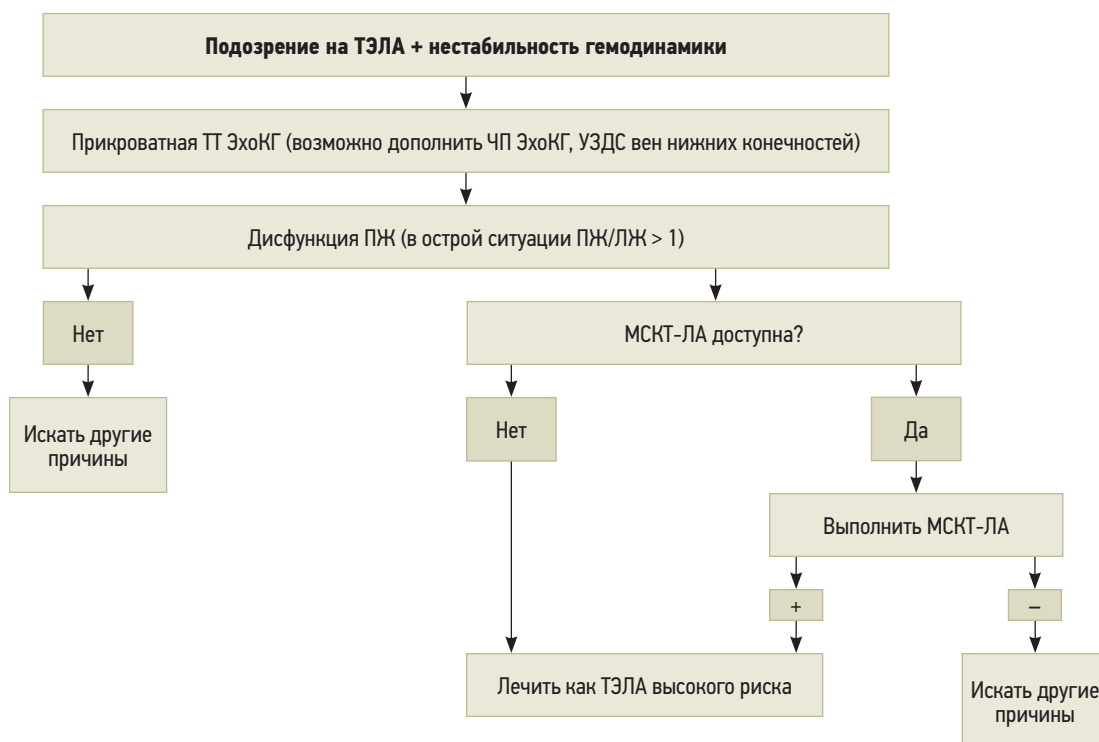 Подозрение на ТЭЛА + нестабильность гемодинамики
Прикроватная ТТ ЭхоКГ (возможно дополнить ЧП ЭхоКГ, УЗДС вен нижних конечностей)
Дисфункция ПЖ (в острой ситуации ПЖ/ЛЖ > 1)
Нет
МСКТ-ЛА доступна?
Искать другие
причины
Нет
Да
Выполнить МСКТ-ЛА
+
–
Лечить как ТЭЛА высокого риска
Искать другие
причины